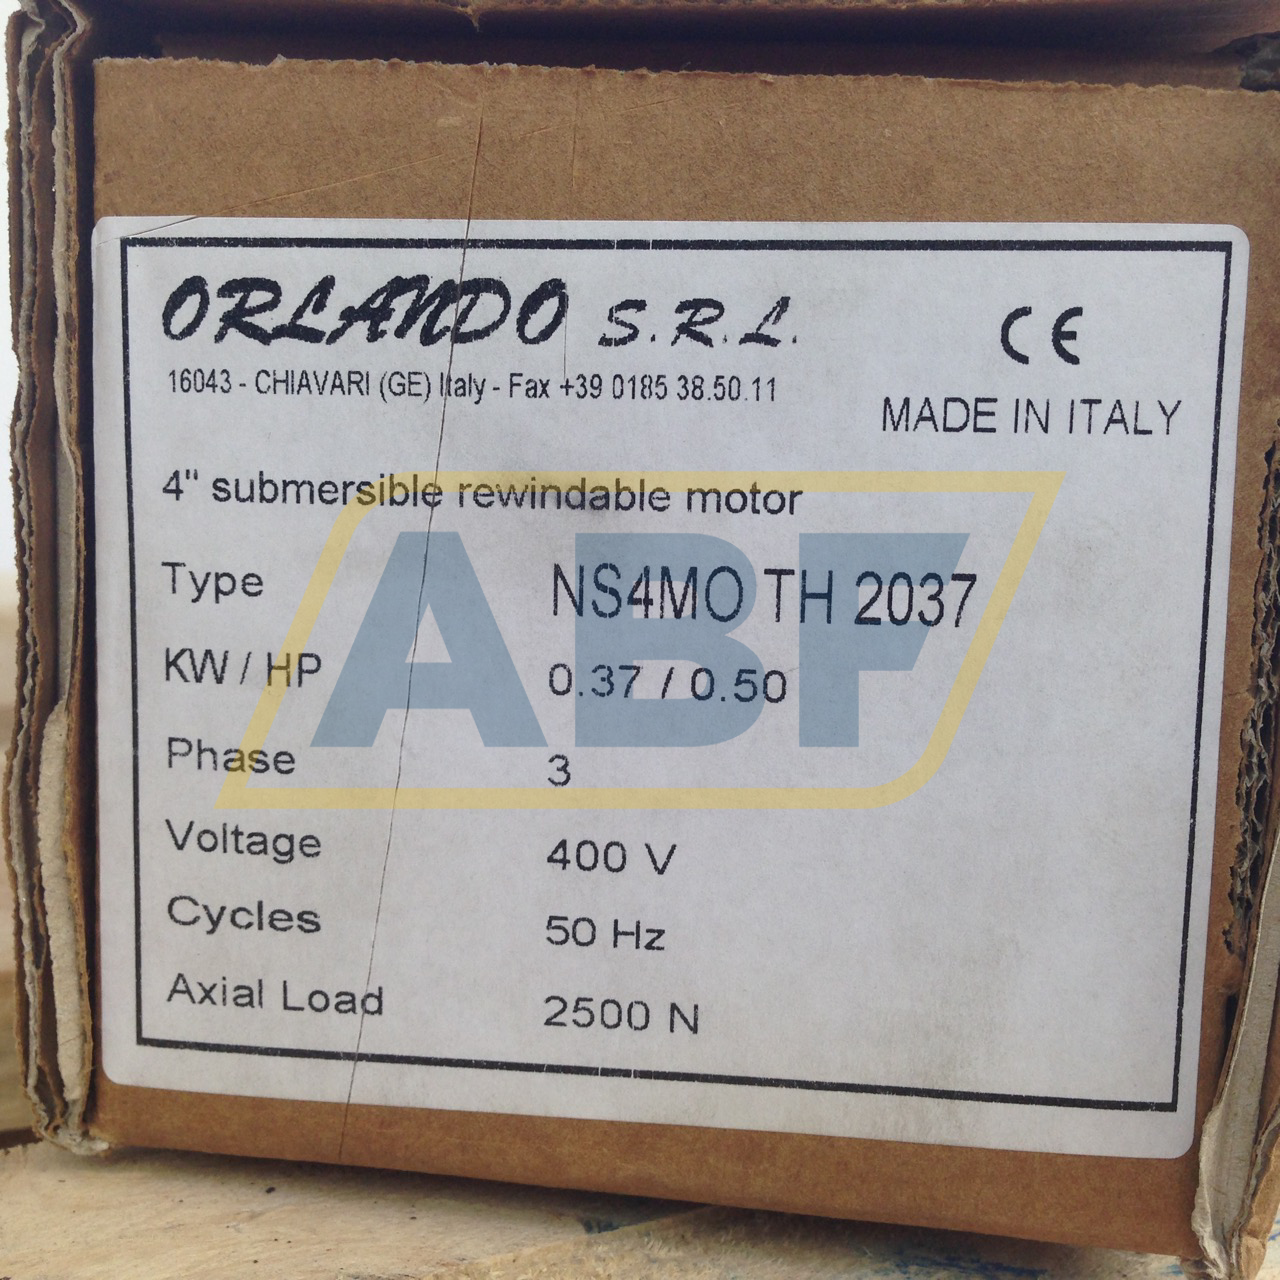 ORLANDO S.R.L.
16043 - CHIAVARI (GE) Italy - Fax +39 0185 38.50.11
CE
MADE IN ITALY
4" submersible rewindable motor
Type NS4MO TH 2037
KW / HP 0.37 / 0.50
Phase 3
Voltage 400 V
Cycles 50 Hz
Axial Load 2500 N
ABF